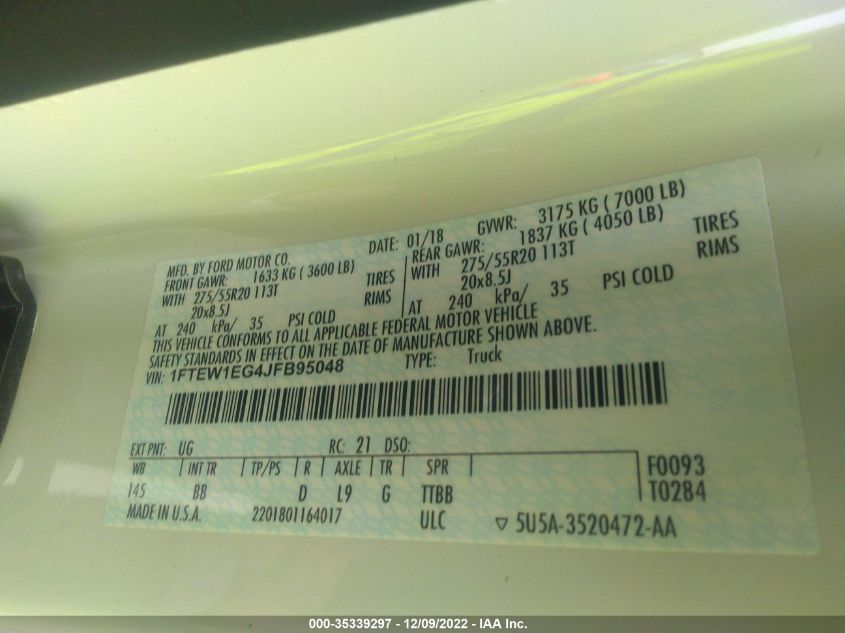 MFD. BY FORD MOTOR CO. DATE: 01/18 GVWR: 3175 KG ( 7000 LB)
FRONT GAWR: 1633 KG ( 3600 LB) REAR GAWR: 1837 KG ( 4050 LB)
WITH 275/55R20 113T TIRES WITH 275/55R20 113T TIRES
20x8.5J RIMS 20x8.5J RIMS
AT 240 kPa/ 35 PSI COLD AT 240 kPa/ 35 PSI COLD
THIS VEHICLE CONFORMS TO ALL APPLICABLE FEDERAL MOTOR VEHICLE
SAFETY STANDARDS IN EFFECT ON THE DATE OF MANUFACTURE SHOWN ABOVE.
VIN: 1FTEW1EG4JFB95048 TYPE: Truck
EXT PNT: UG RC: 21 DSO:
WB INT TR TP/PS R AXLE TR SPR F0093
145 BB D L9 G TTBB T0284
MADE IN U.S.A. 2201801164017 ULC ▽ 5U5A-3520472-AA
000-35339297 - 12/09/2022 - IAA Inc.